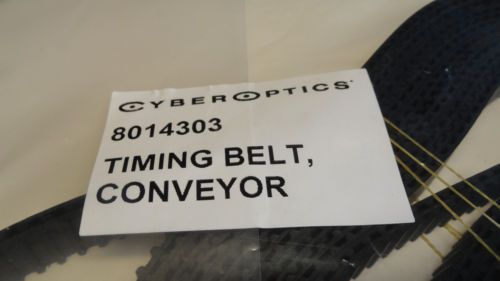 CYBEROPTICS®
8014303
TIMING BELT,
CONVEYOR